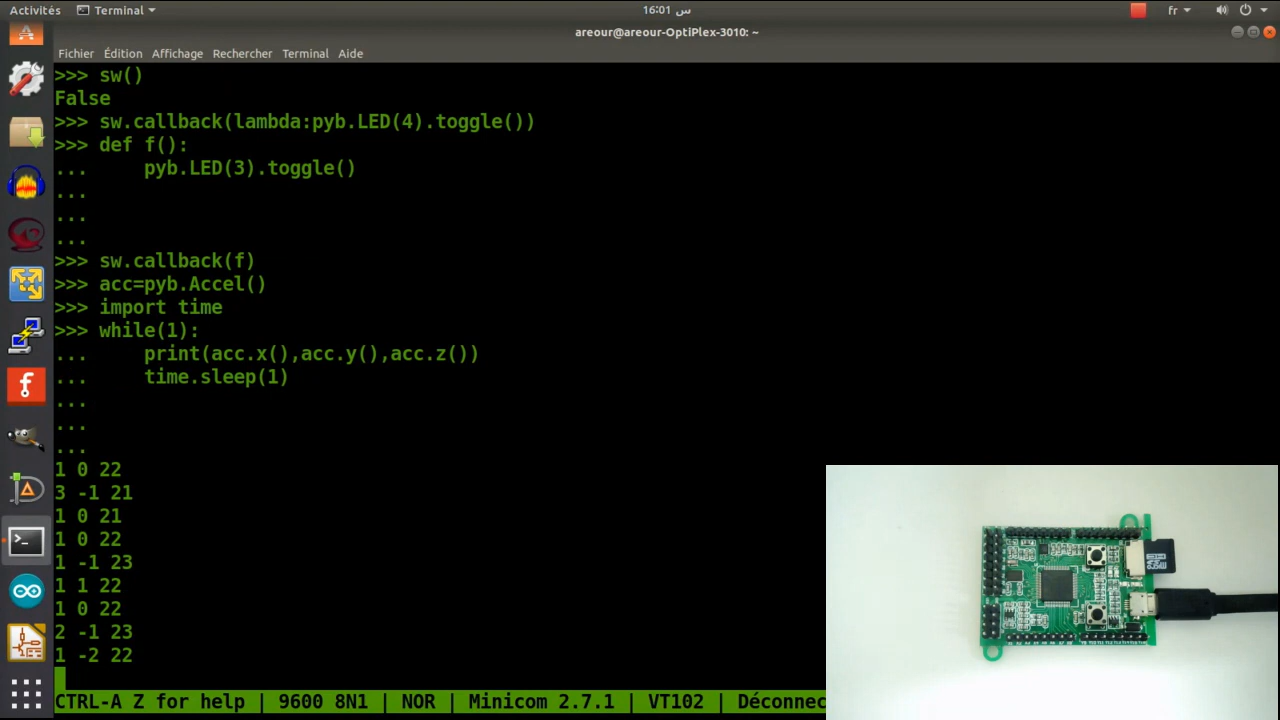 Activités Terminal 16:01 س fr
areour@areour-OptiPlex-3010: ~
Fichier Édition Affichage Rechercher Terminal Aide
>>> sw()
False
>>> sw.callback(lambda:pyb.LED(4).toggle())
>>> def f():
...     pyb.LED(3).toggle()
...
...
...
>>> sw.callback(f)
>>> acc=pyb.Accel()
>>> import time
>>> while(1):
...     print(acc.x(),acc.y(),acc.z())
...     time.sleep(1)
...
...
...
1 0 22
3 -1 21
1 0 21
1 0 22
1 -1 23
1 1 22
1 0 22
2 -1 23
1 -2 22
CTRL-A Z for help | 9600 8N1 | NOR | Minicom 2.7.1 | VT102 | Déconnec